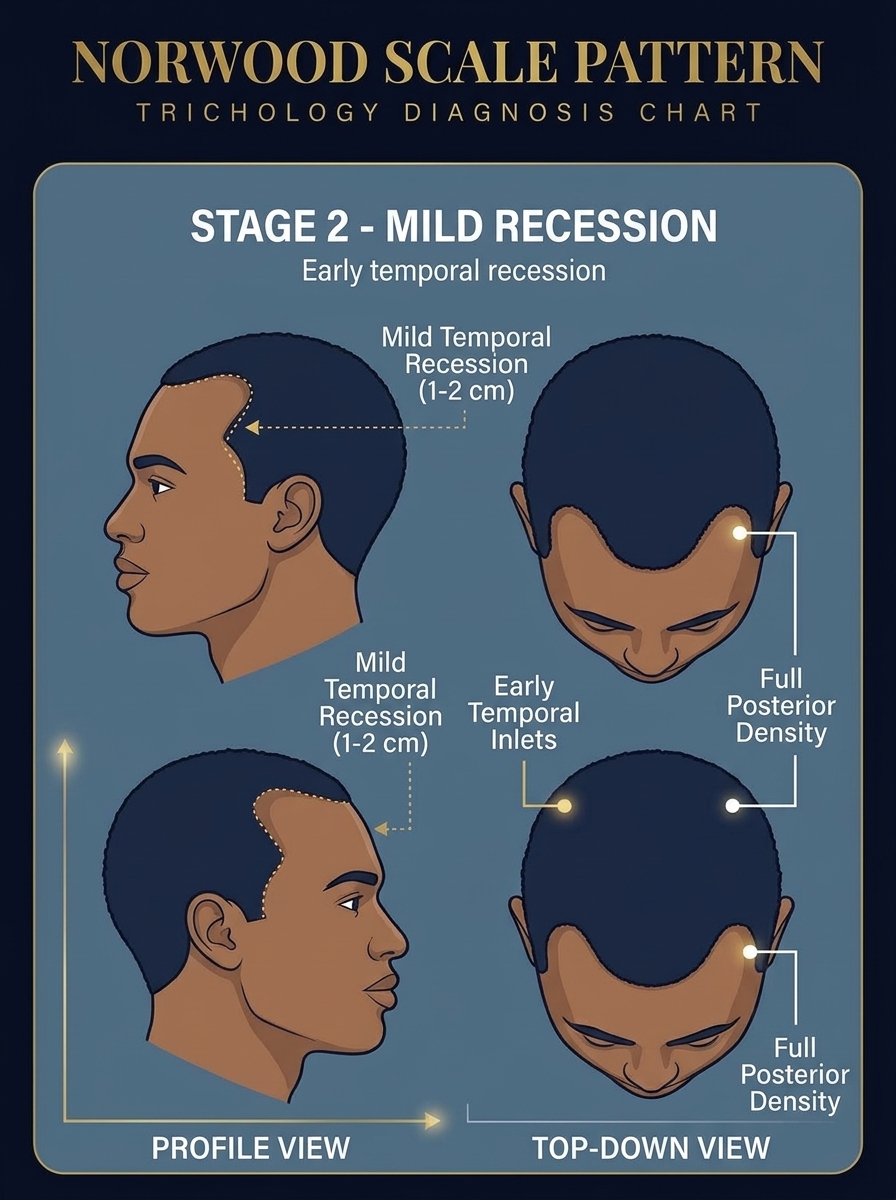 NORWOOD SCALE PATTERN
TRICHOLOGY DIAGNOSIS CHART
STAGE 2 - MILD RECESSION
Early temporal recession
Mild Temporal
Recession
(1-2 cm)
Mild
Temporal
Recession
(1-2 cm)
Early
Temporal
Inlets
Full
Posterior
Density
Full
Posterior
Density
PROFILE VIEW
TOP-DOWN VIEW